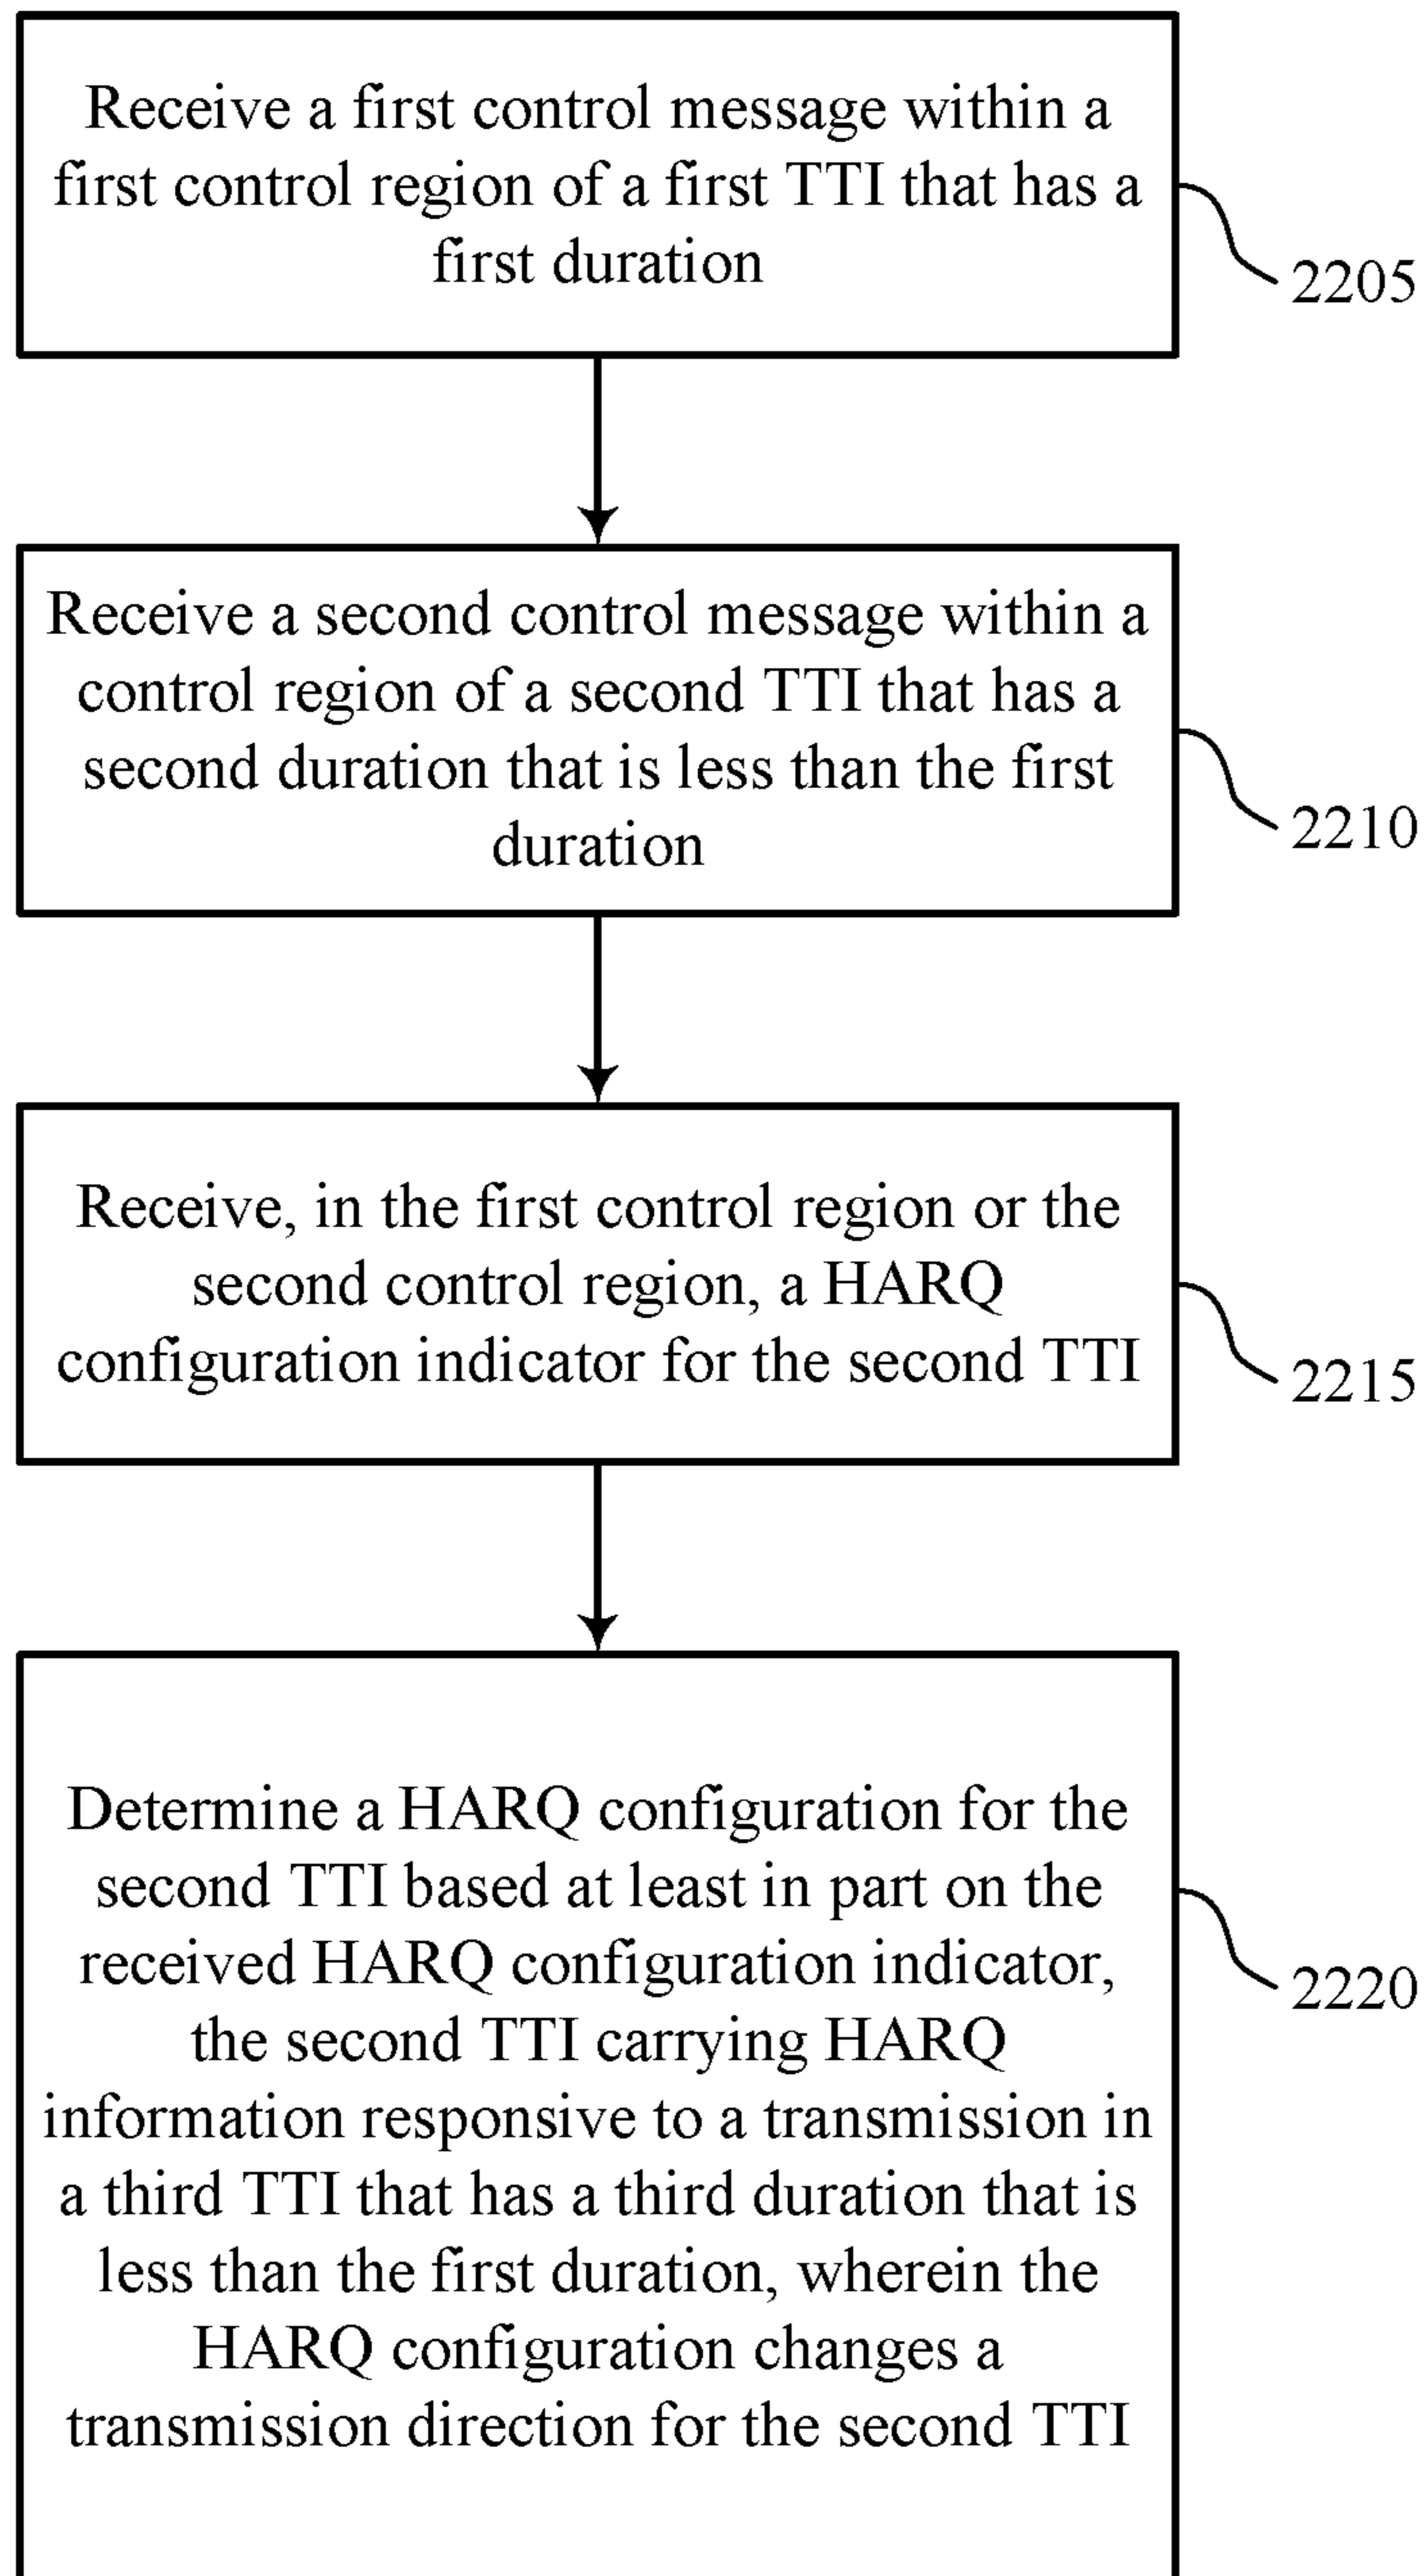 Receive a first control message within a
first control region of a first TTI that has a
first duration
2205
Receive a second control message within a
control region of a second TTI that has a
second duration that is less than the first
duration
2210
Receive, in the first control region or the
second control region, a HARQ
configuration indicator for the second TTI
2215
Determine a HARQ configuration for the
second TTI based at least in part on the
received HARQ configuration indicator,
the second TTI carrying HARQ
information responsive to a transmission in
a third TTI that has a third duration that is
less than the first duration, wherein the
HARQ configuration changes a
transmission direction for the second TTI
2220